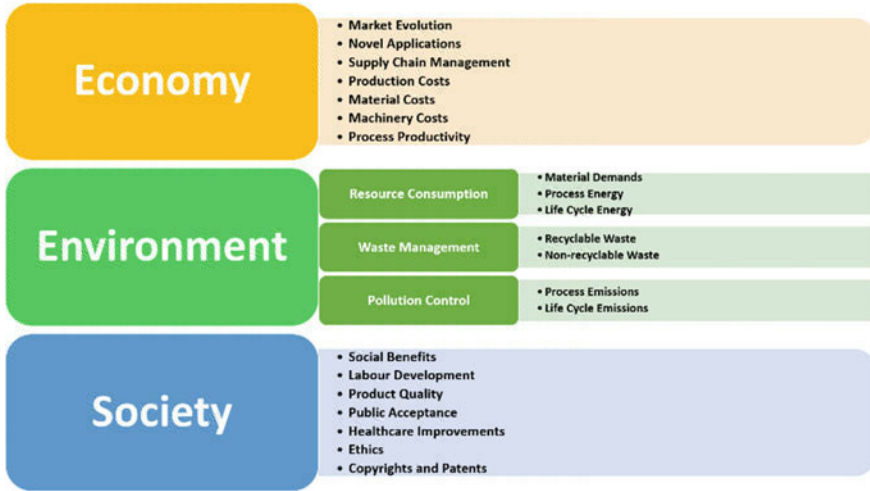 Economy
• Market Evolution
• Novel Applications
• Supply Chain Management
• Production Costs
• Material Costs
• Machinery Costs
• Process Productivity
Environment
Resource Consumption
• Material Demands
• Process Energy
• Life Cycle Energy
Waste Management
• Recyclable Waste
• Non-recyclable Waste
Pollution Control
• Process Emissions
• Life Cycle Emissions
Society
• Social Benefits
• Labour Development
• Product Quality
• Public Acceptance
• Healthcare Improvements
• Ethics
• Copyrights and Patents